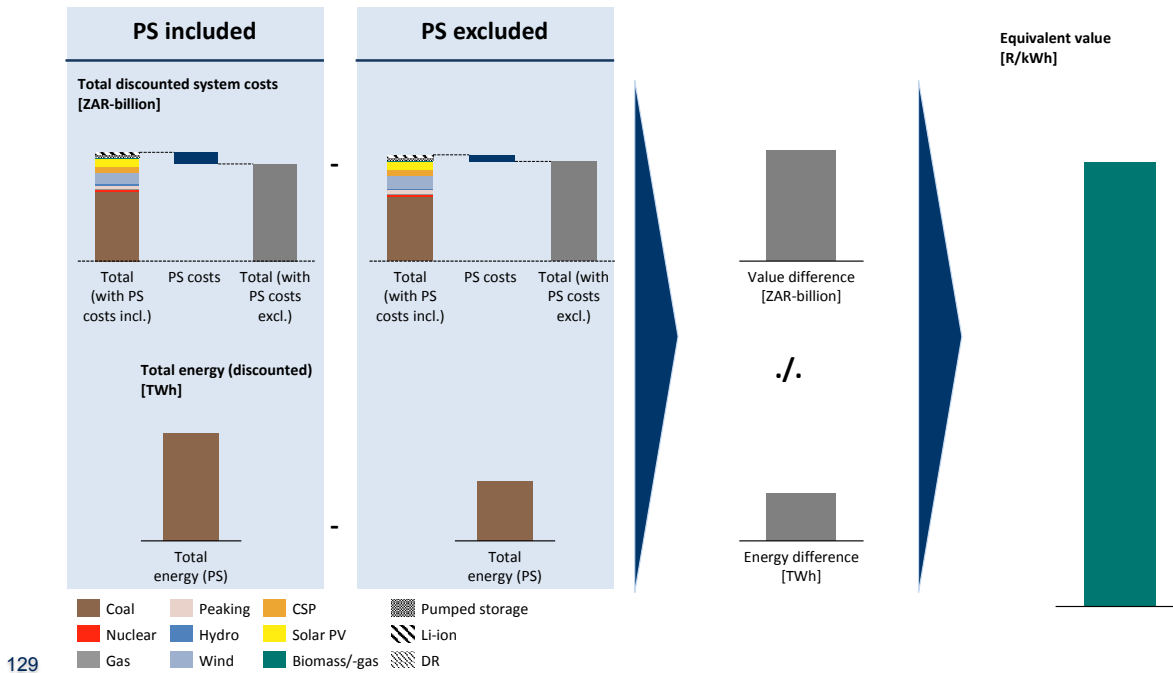 PS included
PS excluded
Equivalent value
[R/kWh]
Total discounted system costs
[ZAR-billion]
-
Total
(with PS
costs incl.)
PS costs
Total (with
PS costs
excl.)
Total
(with PS
costs incl.)
PS costs
Total (with
PS costs
excl.)
Value difference
[ZAR-billion]
Total energy (discounted)
[TWh]
./.
-
Total
energy (PS)
Total
energy (PS)
Energy difference
[TWh]
Coal
Peaking
CSP
Pumped storage
Nuclear
Hydro
Solar PV
Li-ion
Gas
Wind
Biomass/-gas
DR
129